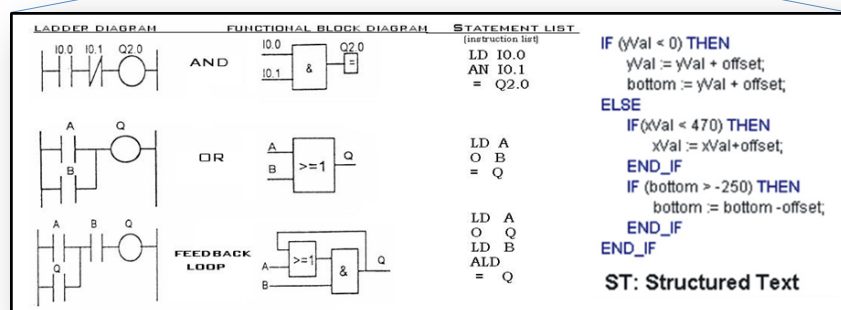 LADDER DIAGRAM
FUNCTIONAL BLOCK DIAGRAM
STATEMENT LIST
(instruction list)
I0.0 I0.1 Q2.0
AND
I0.0
I0.1
&
Q2.0
=
LD I0.0
AN I0.1
= Q2.0
A Q
B
OR
A
B
>=1
Q
LD A
O B
= Q
A B Q
Q
FEEDBACK
LOOP
A
B
>=1
&
Q
LD A
O Q
LD B
ALD
= Q
IF (yVal < 0) THEN
yVal := yVal + offset;
bottom := yVal + offset;
ELSE
IF(xVal < 470) THEN
xVal := xVal+offset;
END_IF
IF (bottom > -250) THEN
bottom := bottom -offset;
END_IF
END_IF
ST: Structured Text